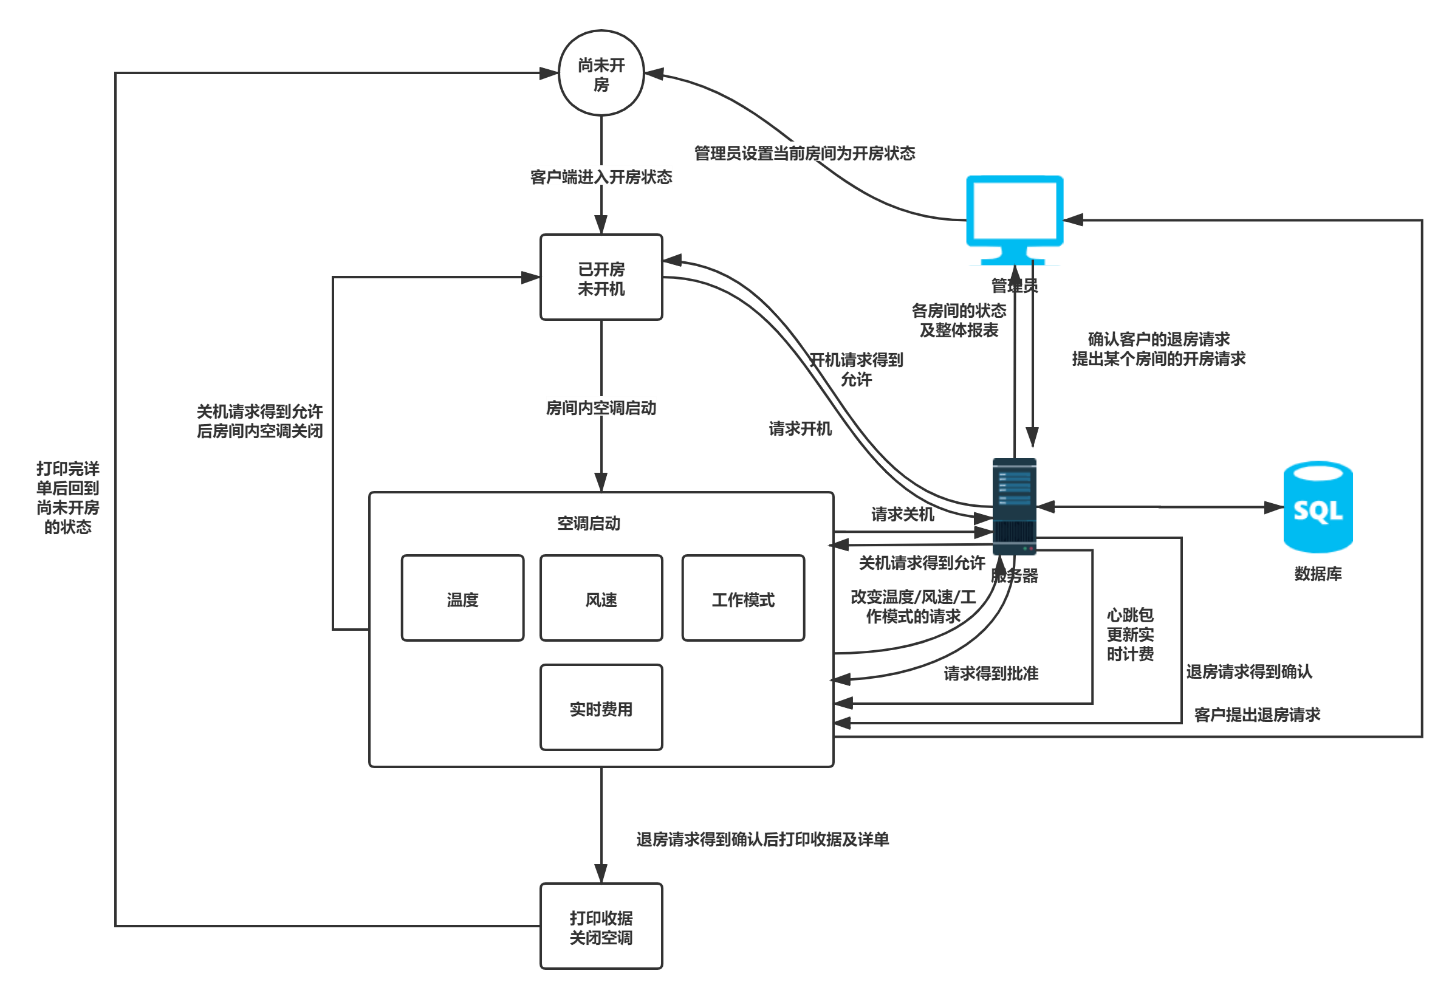 尚未开
房
管理员设置当前房间为开房状态
客户端进入开房状态
已开房
未开机
管理员
各房间的状态
及整体报表
确认客户的退房请求
提出某个房间的开房请求
开机请求得到
允许
房间内空调启动
请求开机
关机请求得到允许
后房间内空调关闭
打印完详
单后回到
尚未开房
的状态
空调启动
请求关机
SQL
关机请求得到允许
服务器
数据库
温度
风速
工作模式
改变温度/风速/工
作模式的请求
心跳包
更新实
时计费
请求得到批准
退房请求得到确认
实时费用
客户提出退房请求
退房请求得到确认后打印收据及详单
打印收据
关闭空调